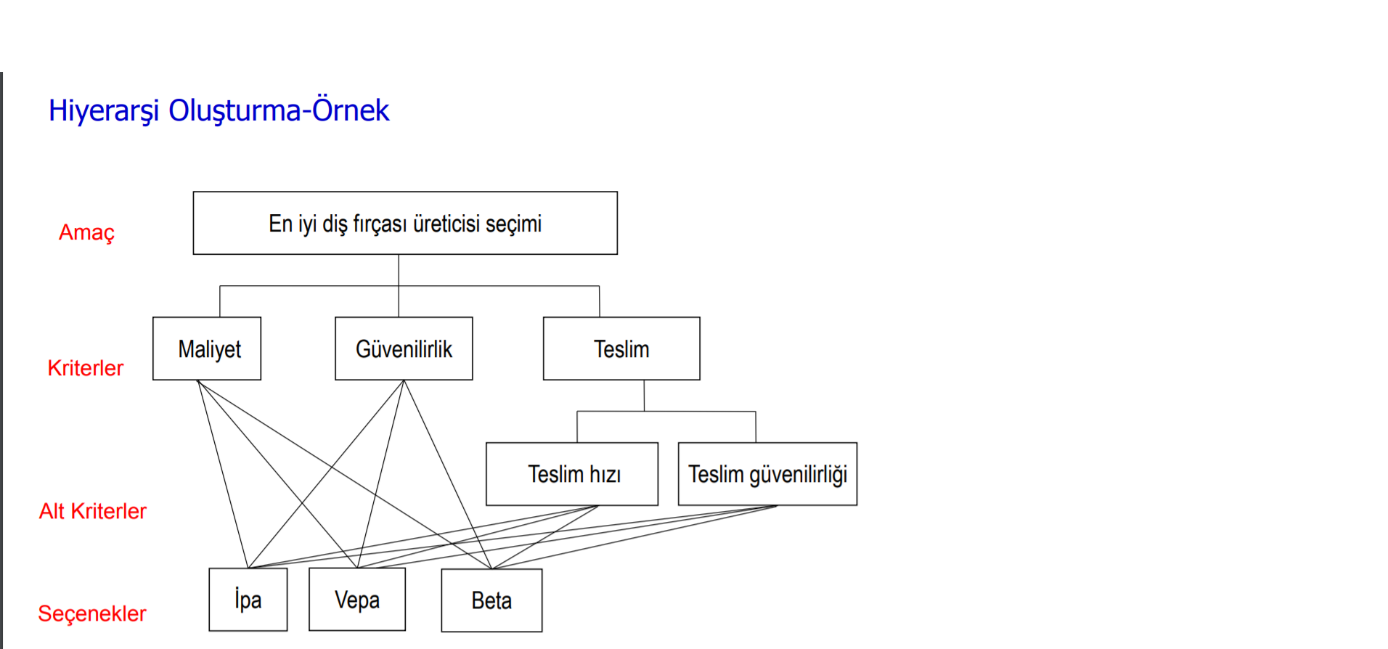 Hiyerarşi Oluşturma-Örnek
Amaç
En iyi diş fırçası üreticisi seçimi
Kriterler
Maliyet
Güvenilirlik
Teslim
Alt Kriterler
Teslim hızı
Teslim güvenilirliği
Seçenekler
İpa
Vepa
Beta